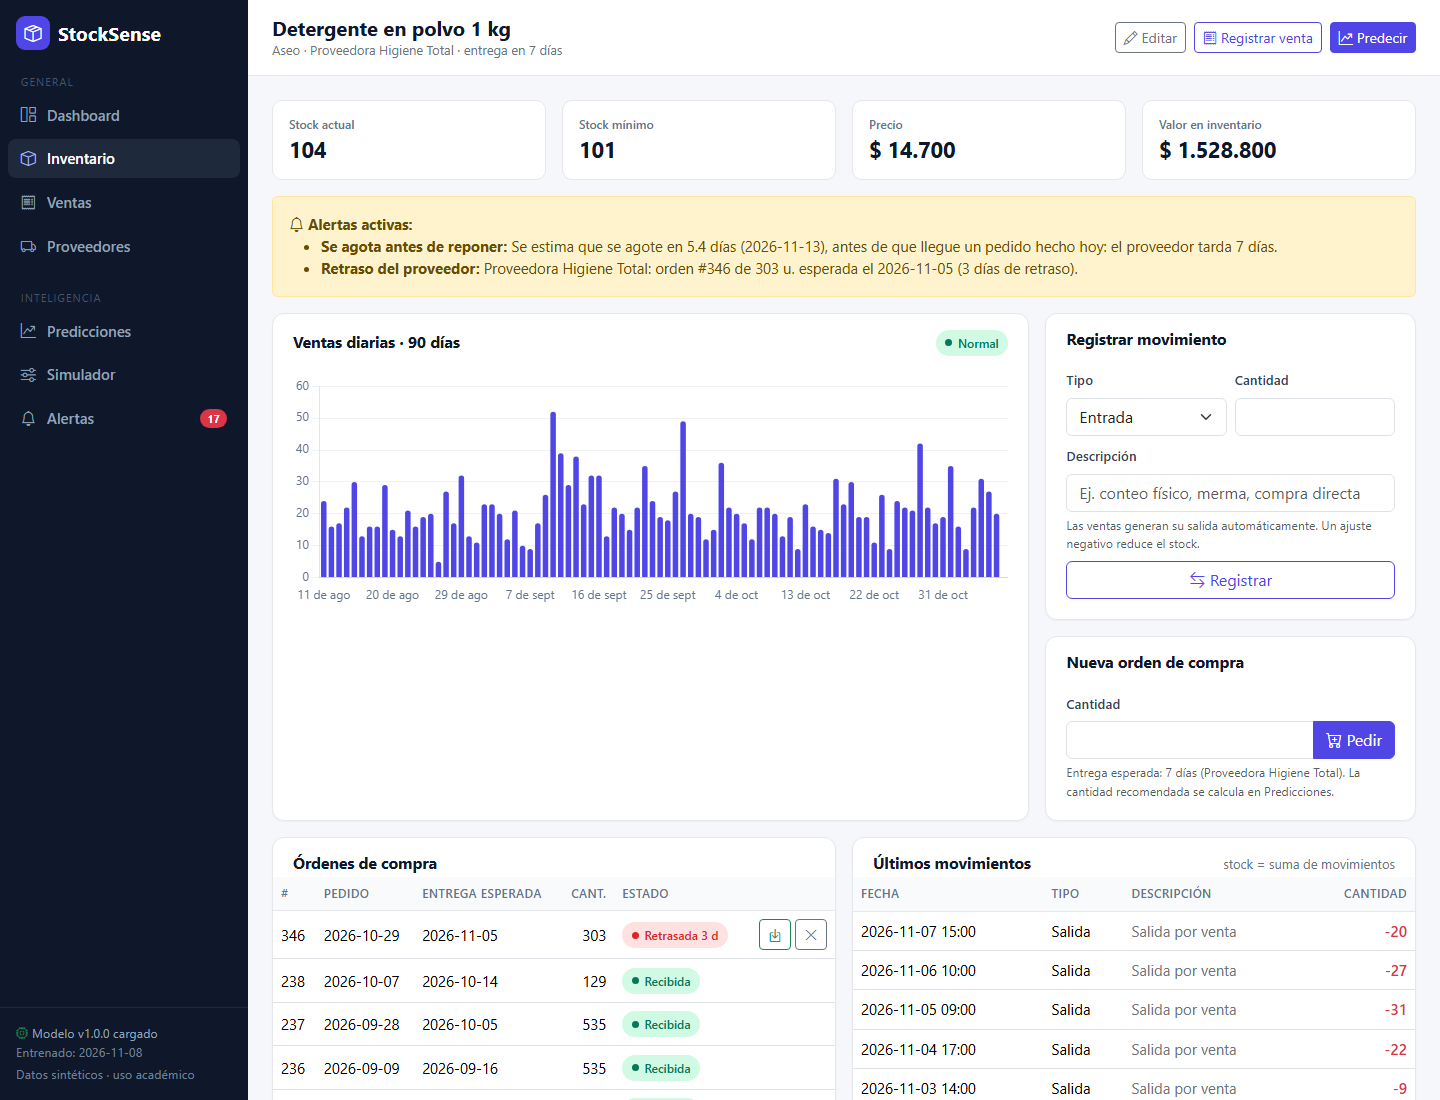 StockSense
GENERAL
Dashboard
Inventario
Ventas
Proveedores
INTELIGENCIA
Predicciones
Simulador
Alertas 17
Modelo v1.0.0 cargado
Entrenado: 2026-11-08
Datos sintéticos · uso académico
Detergente en polvo 1 kg
Aseo · Proveedora Higiene Total · entrega en 7 días
Editar
Registrar venta
Predecir
Stock actual
104
Stock mínimo
101
Precio
$ 14.700
Valor en inventario
$ 1.528.800
Alertas activas:
Se agota antes de reponer: Se estima que se agote en 5.4 días (2026-11-13), antes de que llegue un pedido hecho hoy: el proveedor tarda 7 días.
Retraso del proveedor: Proveedora Higiene Total: orden #346 de 303 u. esperada el 2026-11-05 (3 días de retraso).
Ventas diarias · 90 días
Normal
60
50
40
30
20
10
0
11 de ago 20 de ago 29 de ago 7 de sept 16 de sept 25 de sept 4 de oct 13 de oct 22 de oct 31 de oct
Registrar movimiento
Tipo Cantidad
Entrada
Descripción
Ej. conteo físico, merma, compra directa
Las ventas generan su salida automáticamente. Un ajuste
negativo reduce el stock.
Registrar
Nueva orden de compra
Cantidad
Pedir
Entrega esperada: 7 días (Proveedora Higiene Total). La
cantidad recomendada se calcula en Predicciones.
Órdenes de compra
# PEDIDO ENTREGA ESPERADA CANT. ESTADO
346 2026-10-29 2026-11-05 303 Retrasada 3 d
238 2026-10-07 2026-10-14 129 Recibida
237 2026-09-28 2026-10-05 535 Recibida
236 2026-09-09 2026-09-16 535 Recibida
Últimos movimientos
stock = suma de movimientos
FECHA TIPO DESCRIPCIÓN CANTIDAD
2026-11-07 15:00 Salida Salida por venta -20
2026-11-06 10:00 Salida Salida por venta -27
2026-11-05 09:00 Salida Salida por venta -31
2026-11-04 17:00 Salida Salida por venta -22
2026-11-03 14:00 Salida Salida por venta -9